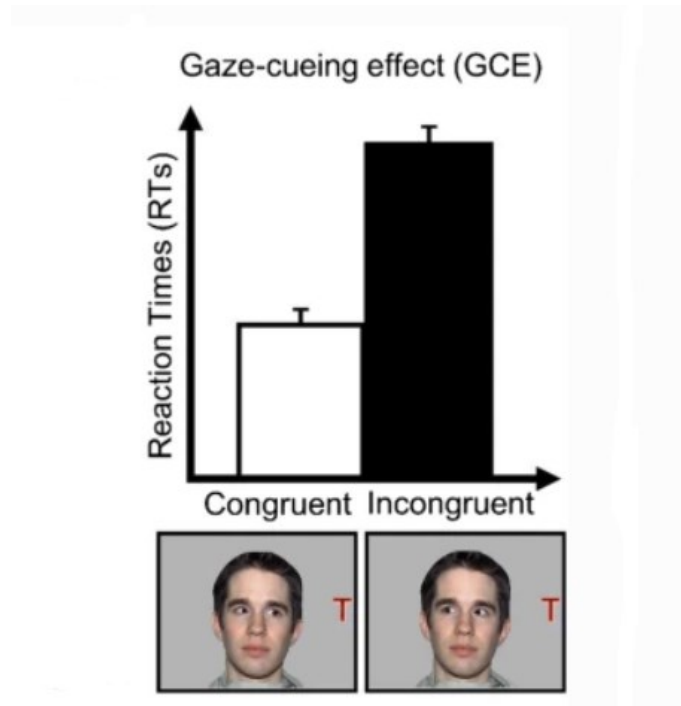 Gaze-cueing effect (GCE)
Reaction Times (RTs)
Congruent Incongruent
T T